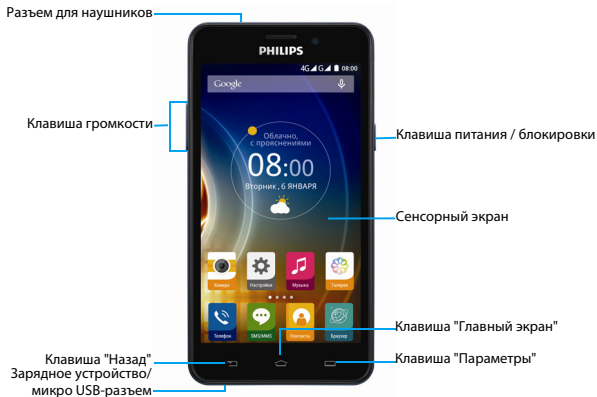 Разъем для наушников
PHILIPS
4G G 08:00
Google
Клавиша громкости
Клавиша питания / блокировки
Облачно,
с прояснениями
08:00
Вторник , 6 ЯНВАРЯ
Сенсорный экран
Камера Настройки Музыка Галерея
Клавиша "Главный экран"
Телефон SMS/MMS Контакты Браузер
Клавиша "Назад"
Клавиша "Параметры"
Зарядное устройство/
микро USB-разъем